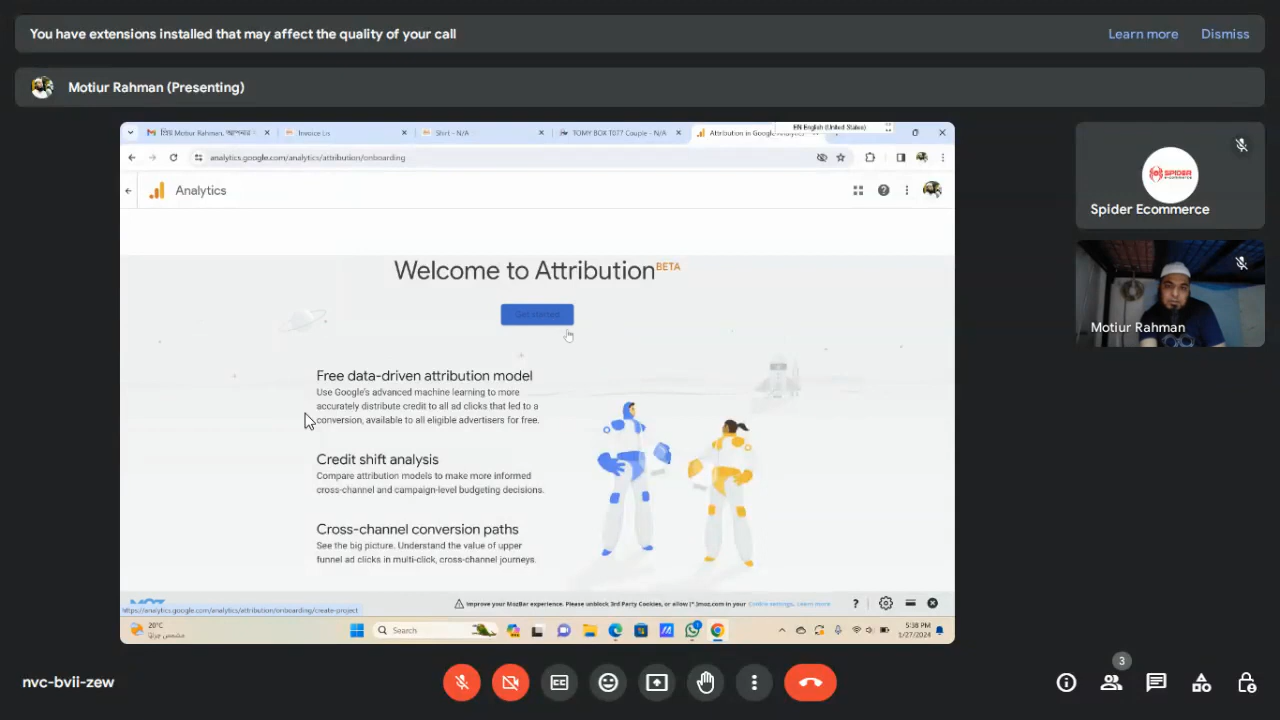 You have extensions installed that may affect the quality of your call
Learn more
Dismiss
Motiur Rahman (Presenting)
প্রিয় Motiur Rahman, আপনার
Invoice Lis
Shirt - N/A
TOMY BOX T077 Couple - N/A
Attribution in Google Analytic
EN English (United States)
analytics.google.com/analytics/attribution/onboarding
Analytics
Welcome to Attribution BETA
Get started
Free data-driven attribution model
Use Google's advanced machine learning to more
accurately distribute credit to all ad clicks that led to a
conversion, available to all eligible advertisers for free.
Credit shift analysis
Compare attribution models to make more informed
cross-channel and campaign-level budgeting decisions.
Cross-channel conversion paths
See the big picture. Understand the value of upper
funnel ad clicks in multi-click, cross-channel journeys.
https://analytics.google.com/analytics/attribution/onboarding/create-project
Improve your MozBar experience. Please unblock 3rd Party Cookies, or allow [*.]moz.com in your Cookie settings. Learn more
20°C
Search
5:38 PM
1/27/2024
SPIDER
Spider Ecommerce
Motiur Rahman
nvc-bvii-zew
3